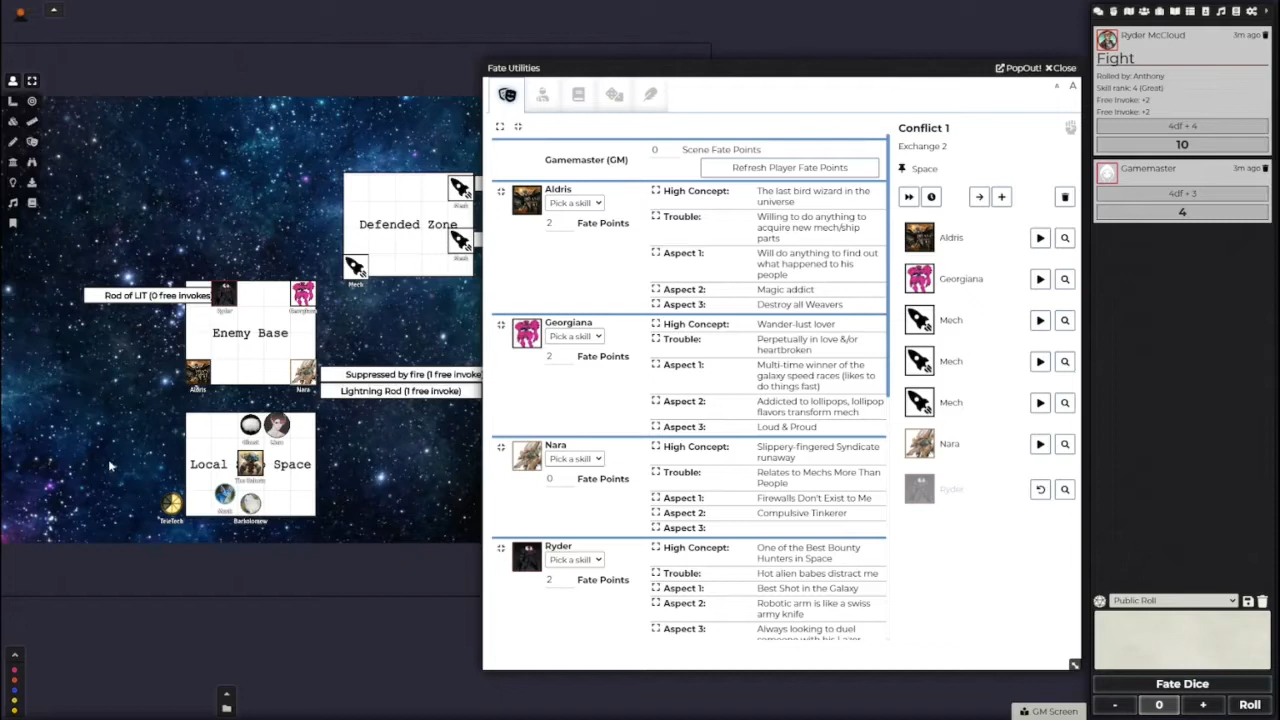 Defended Zone
Mech
Rod of LIT (0 free invokes)
Ryder
Enemy Base
Aldris
Nara
Suppressed by fire (1 free invoke)
Lightning Rod (1 free invoke)
Local Space
TeleTech
Bartholomew
Fate Utilities
PopOut!
Close
A
A
Gamemaster (GM)
0 Scene Fate Points
Refresh Player Fate Points
Aldris
Pick a skill
2 Fate Points
High Concept: The last bird wizard in the
universe
Trouble: Willing to do anything to
acquire new mech/ship
parts
Aspect 1: Will do anything to find out
what happened to his
people
Aspect 2: Magic addict
Aspect 3: Destroy all Weavers
Georgiana
Pick a skill
2 Fate Points
High Concept: Wander-lust lover
Trouble: Perpetually in love &/or
heartbroken
Aspect 1: Multi-time winner of the
galaxy speed races (likes to
do things fast)
Aspect 2: Addicted to lollipops, lollipop
flavors transform mech
Aspect 3: Loud & Proud
Nara
Pick a skill
0 Fate Points
High Concept: Slippery-fingered Syndicate
runaway
Trouble: Relates to Mechs More Than
People
Aspect 1: Firewalls Don't Exist to Me
Aspect 2: Compulsive Tinkerer
Aspect 3:
Ryder
Pick a skill
2 Fate Points
High Concept: One of the Best Bounty
Hunters in Space
Trouble: Hot alien babes distract me
Aspect 1: Best Shot in the Galaxy
Aspect 2: Robotic arm is like a swiss
army knife
Aspect 3: Always looking to duel
someone with his Lazer
Conflict 1
Exchange 2
Space
Aldris
Georgiana
Mech
Mech
Mech
Nara
Ryder
Ryder McCloud 3m ago
Fight
Rolled by: Anthony
Skill rank: 4 (Great)
Free Invoke: +2
Free Invoke: +2
4df + 4
10
Gamemaster 3m ago
4df + 3
4
Public Roll
Fate Dice
- 0 + Roll
GM Screen